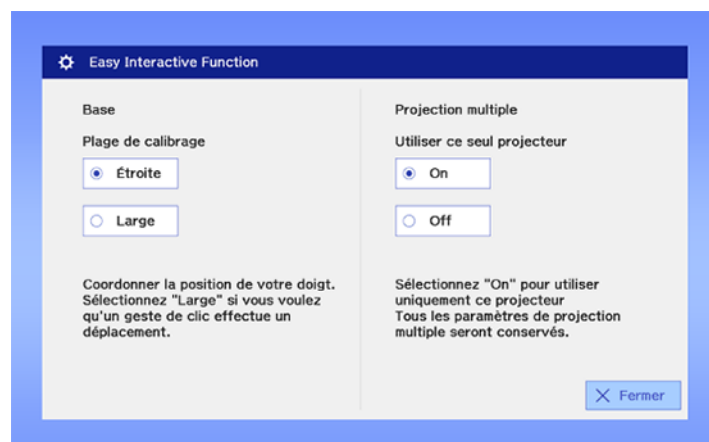 Easy Interactive Function
Base
Plage de calibrage
Étroite
Large
Coordonner la position de votre doigt.
Sélectionnez "Large" si vous voulez
qu'un geste de clic effectue un
déplacement.
Projection multiple
Utiliser ce seul projecteur
On
Off
Sélectionnez "On" pour utiliser
uniquement ce projecteur
Tous les paramètres de projection
multiple seront conservés.
Fermer